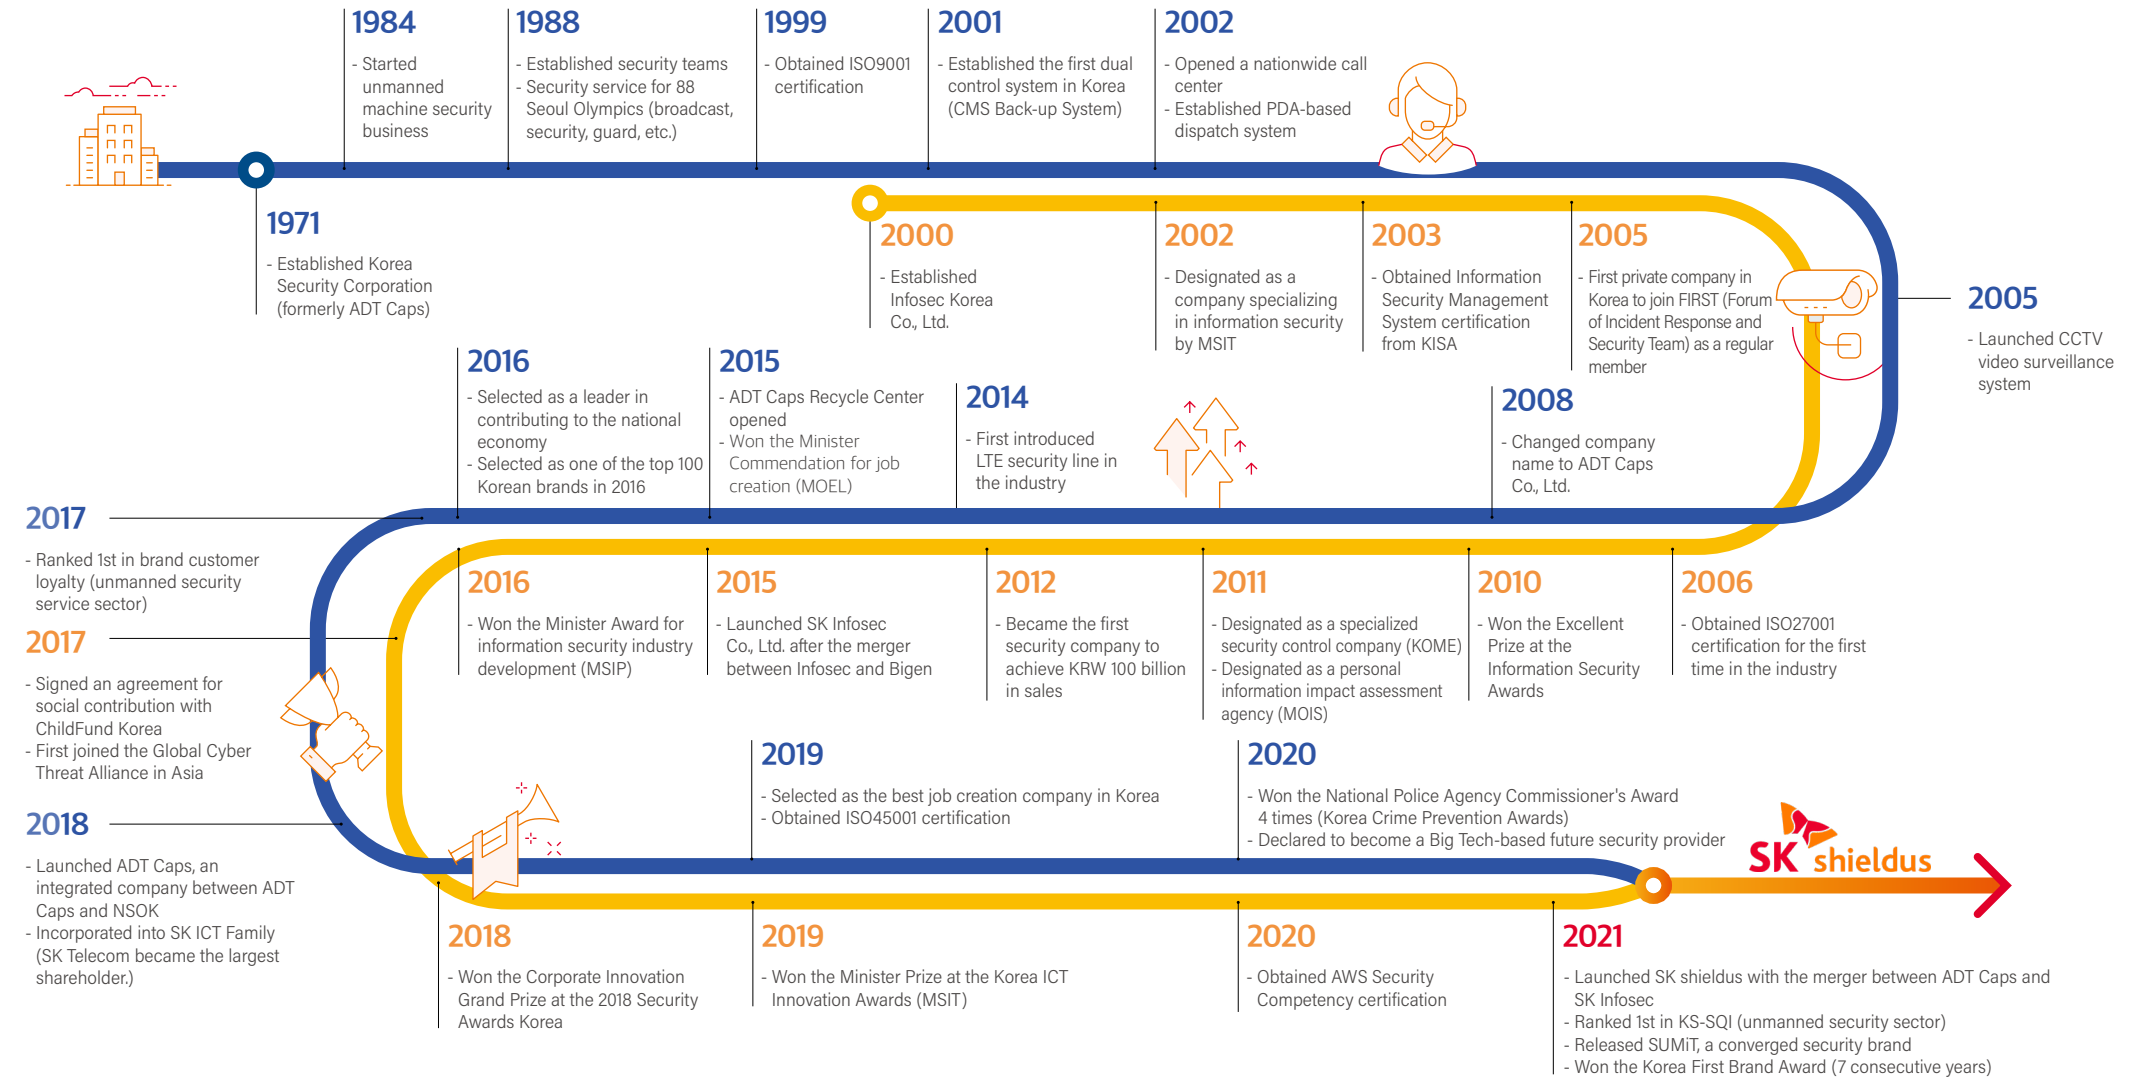 1984
- Started
unmanned
machine security
business
1988
- Established security teams
- Security service for 88
Seoul Olympics (broadcast,
security, guard, etc.)
1999
- Obtained ISO9001
certification
2001
- Established the first dual
control system in Korea
(CMS Back-up System)
2002
- Opened a nationwide call
center
- Established PDA-based
dispatch system
1971
- Established Korea
Security Corporation
(formerly ADT Caps)
2000
- Established
Infosec Korea
Co., Ltd.
2002
- Designated as a
company specializing
in information security
by MSIT
2003
- Obtained Information
Security Management
System certification
from KISA
2005
- First private company in
Korea to join FIRST (Forum
of Incident Response and
Security Team) as a regular
member
2005
- Launched CCTV
video surveillance
system
2016
- Selected as a leader in
contributing to the national
economy
- Selected as one of the top 100
Korean brands in 2016
2015
- ADT Caps Recycle Center
opened
- Won the Minister
Commendation for job
creation (MOEL)
2014
- First introduced
LTE security line in
the industry
2008
- Changed company
name to ADT Caps
Co., Ltd.
2017
- Ranked 1st in brand customer
loyalty (unmanned security
service sector)
2017
- Signed an agreement for
social contribution with
ChildFund Korea
- First joined the Global Cyber
Threat Alliance in Asia
2016
- Won the Minister Award for
information security industry
development (MSIP)
2015
- Launched SK Infosec
Co., Ltd. after the merger
between Infosec and Bigen
2012
- Became the first
security company to
achieve KRW 100 billion
in sales
2011
- Designated as a specialized
security control company (KOME)
- Designated as a personal
information impact assessment
agency (MOIS)
2010
- Won the Excellent
Prize at the
Information Security
Awards
2006
- Obtained ISO27001
certification for the first
time in the industry
2018
- Launched ADT Caps, an
integrated company between ADT
Caps and NSOK
- Incorporated into SK ICT Family
(SK Telecom became the largest
shareholder.)
2019
- Selected as the best job creation company in Korea
- Obtained ISO45001 certification
2020
- Won the National Police Agency Commissioner's Award
4 times (Korea Crime Prevention Awards)
- Declared to become a Big Tech-based future security provider
SK shieldus
2018
- Won the Corporate Innovation
Grand Prize at the 2018 Security
Awards Korea
2019
- Won the Minister Prize at the Korea ICT
Innovation Awards (MSIT)
2020
- Obtained AWS Security
Competency certification
2021
- Launched SK shieldus with the merger between ADT Caps and
SK Infosec
- Ranked 1st in KS-SQI (unmanned security sector)
- Released SUMiT, a converged security brand
- Won the Korea First Brand Award (7 consecutive years)